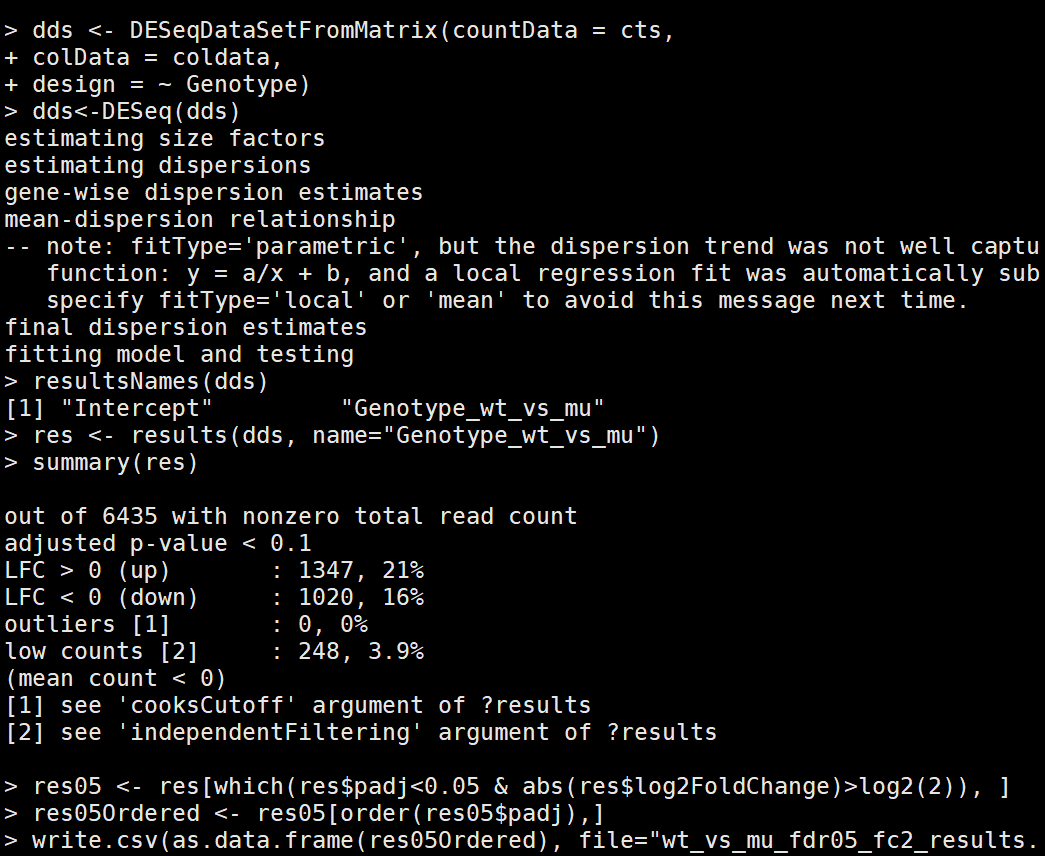 > dds <- DESeqDataSetFromMatrix(countData = cts,
+ colData = coldata,
+ design = ~ Genotype)
> dds<-DESeq(dds)
estimating size factors
estimating dispersions
gene-wise dispersion estimates
mean-dispersion relationship
-- note: fitType='parametric', but the dispersion trend was not well captu
   function: y = a/x + b, and a local regression fit was automatically sub
   specify fitType='local' or 'mean' to avoid this message next time.
final dispersion estimates
fitting model and testing
> resultsNames(dds)
[1] "Intercept"         "Genotype_wt_vs_mu"
> res <- results(dds, name="Genotype_wt_vs_mu")
> summary(res)
out of 6435 with nonzero total read count
adjusted p-value < 0.1
LFC > 0 (up)       : 1347, 21%
LFC < 0 (down)     : 1020, 16%
outliers [1]       : 0, 0%
low counts [2]     : 248, 3.9%
(mean count < 0)
[1] see 'cooksCutoff' argument of ?results
[2] see 'independentFiltering' argument of ?results
> res05 <- res[which(res$padj<0.05 & abs(res$log2FoldChange)>log2(2)), ]
> res05Ordered <- res05[order(res05$padj),]
> write.csv(as.data.frame(res05Ordered), file="wt_vs_mu_fdr05_fc2_results.